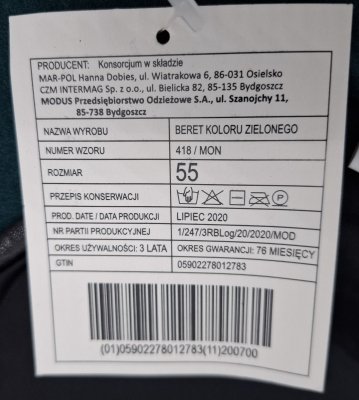 PRODUCENT: Konsorcjum w składzie
MAR-POL Hanna Dobies, ul. Wiatrakowa 6, 86-031 Osielsko
CZM INTERMAG Sp. z o.o., ul. Bielicka 82, 85-135 Bydgoszcz
MODUS Przedsiębiorstwo Odzieżowe S.A., ul. Szanojchy 11,
85-738 Bydgoszcz
NAZWA WYROBU BERET KOLORU ZIELONEGO
NUMER WZORU 418 / MON
ROZMIAR 55
PRZEPIS KONSERWACJI
PROD. DATE / DATA PRODUKCJI LIPIEC 2020
NR PARTII PRODUKCYJNEJ 1/247/3RBLog/20/2020/MOD
OKRES UŻYWALNOŚCI: 3 LATA OKRES GWARANCJI: 76 MIESIĘCY
GTIN 05902278012783
(01)05902278012783(11)200700